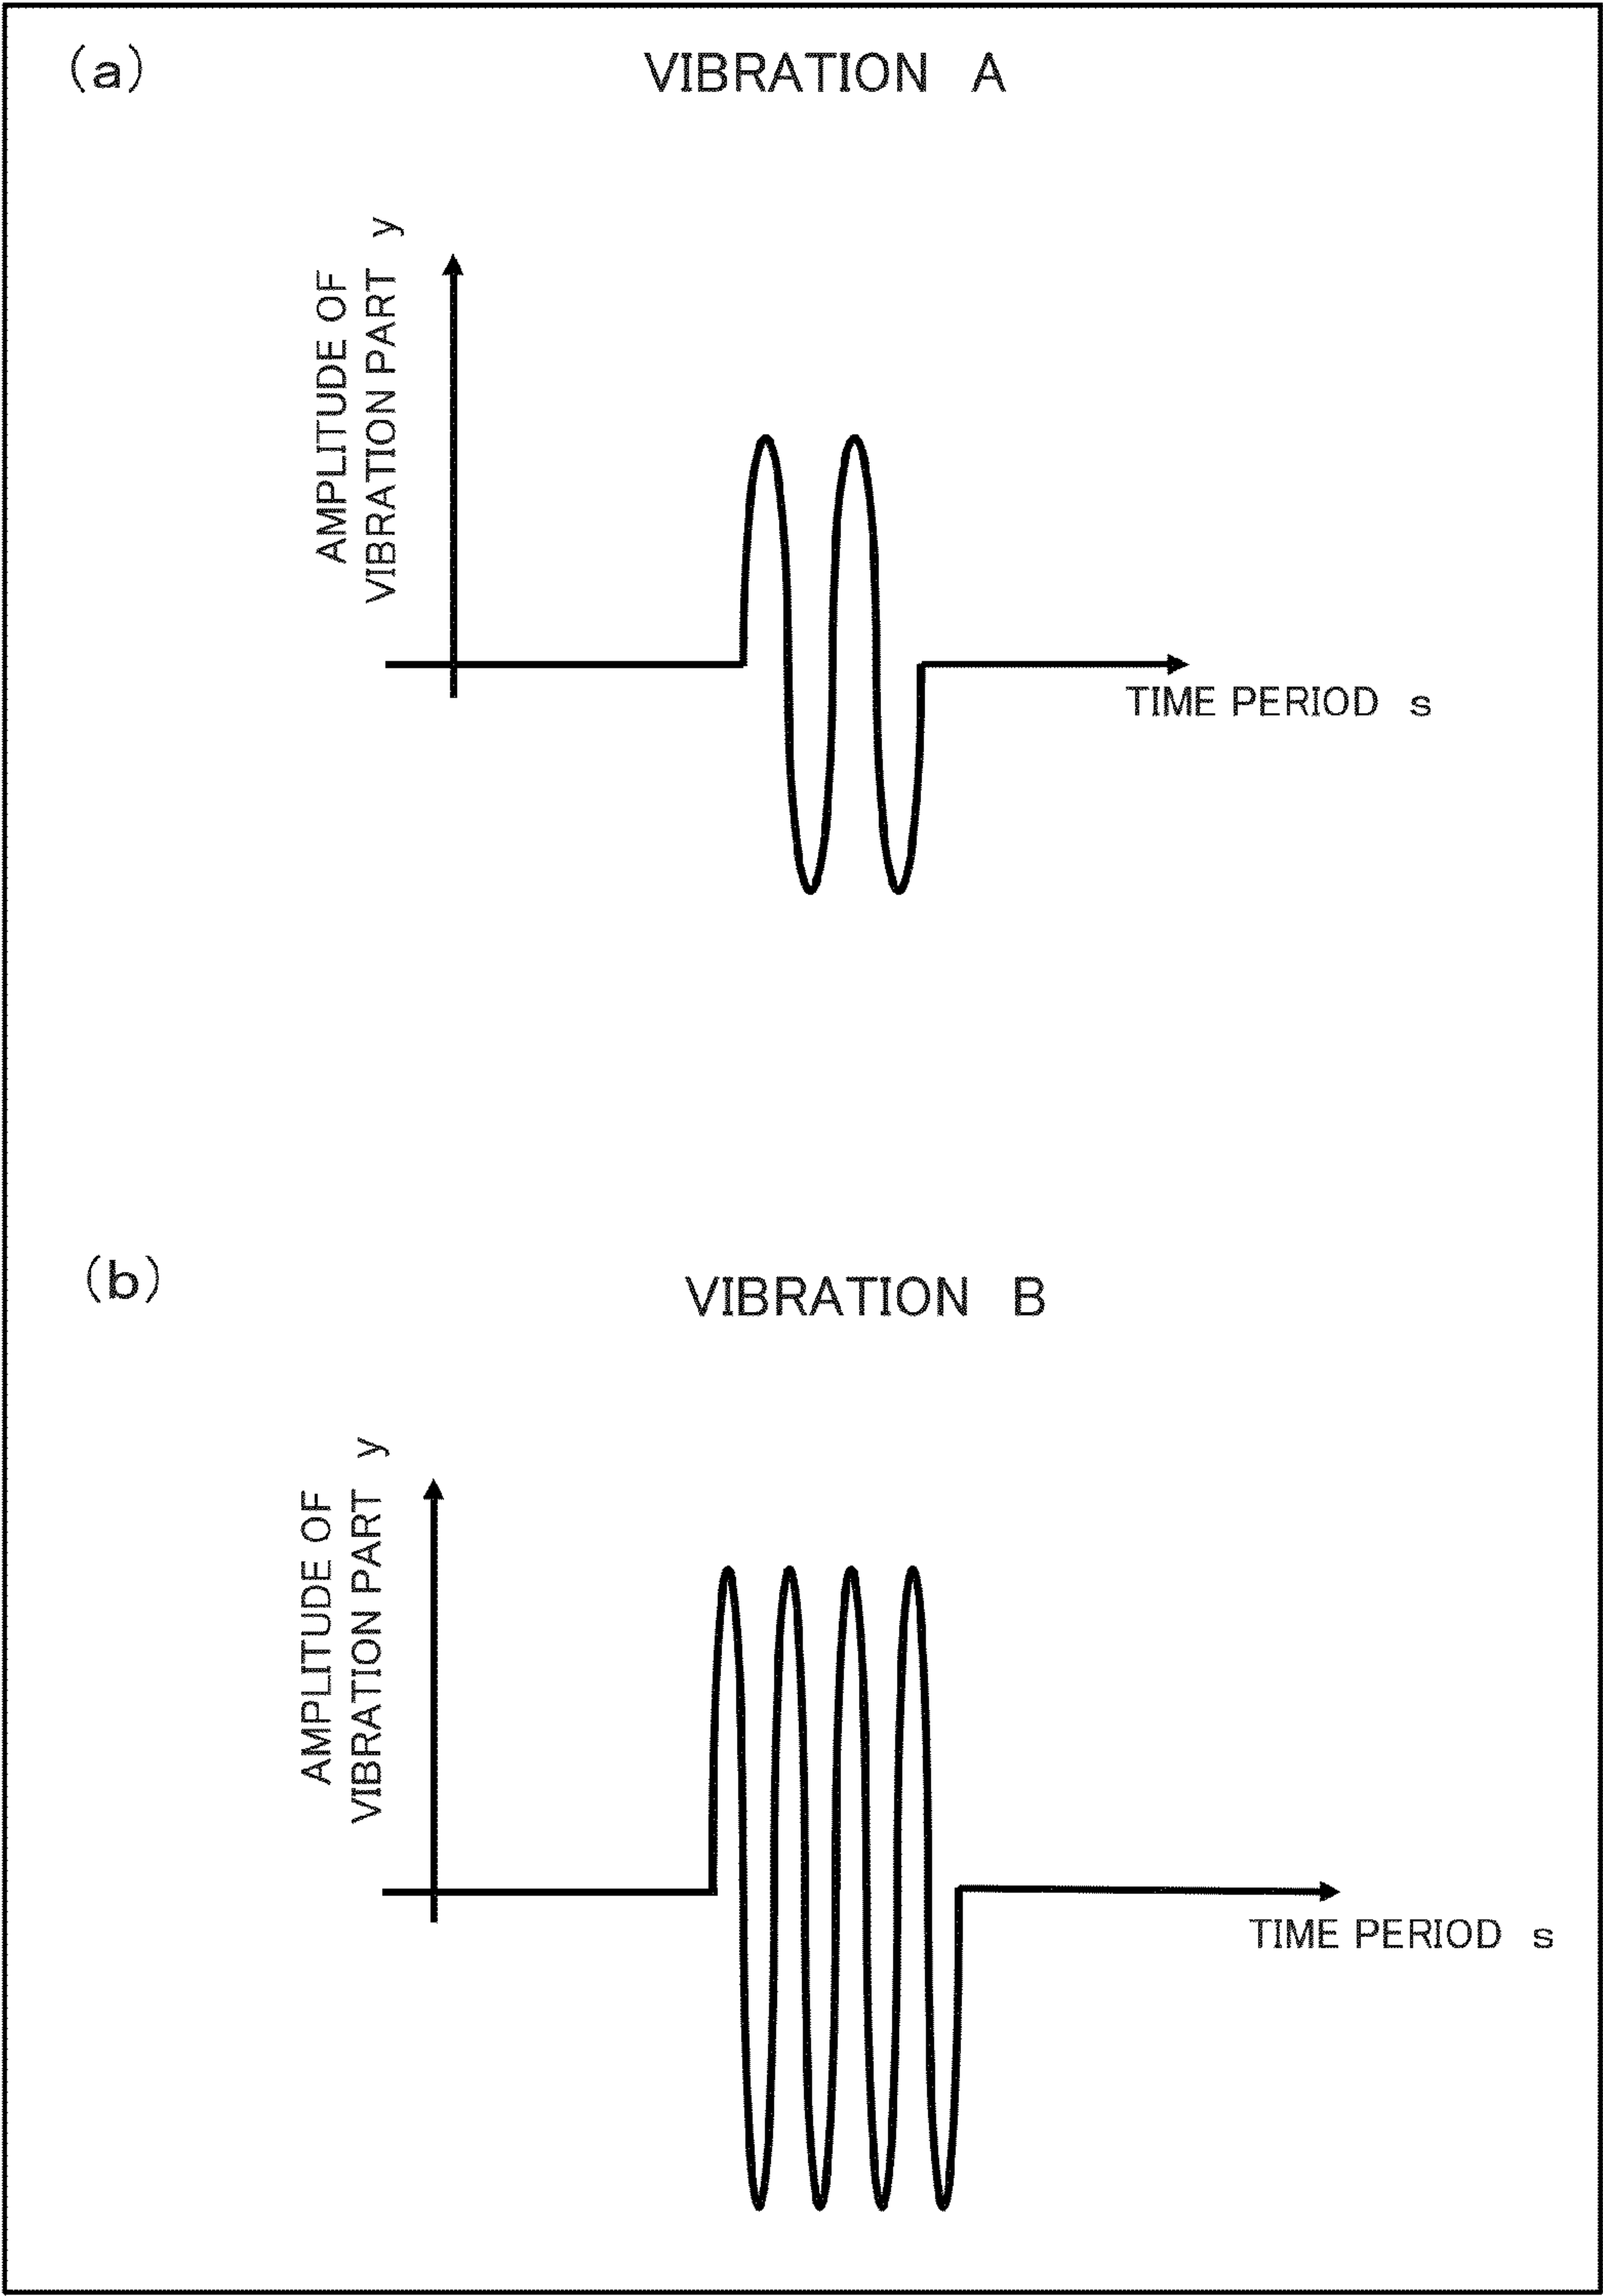 (a)
VIBRATION A
AMPLITUDE OF
VIBRATION PART y
TIME PERIOD s
(b)
VIBRATION B
AMPLITUDE OF
VIBRATION PART y
TIME PERIOD s